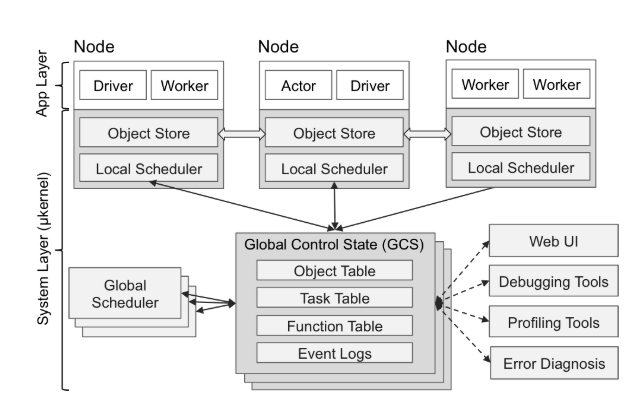 Node
Node
Node
App Layer
Driver
Worker
Actor
Driver
Worker
Worker
Object Store
Object Store
Object Store
Local Scheduler
Local Scheduler
Local Scheduler
System Layer (μkernel)
Global Control State (GCS)
Object Table
Task Table
Function Table
Event Logs
Global
Scheduler
Web UI
Debugging Tools
Profiling Tools
Error Diagnosis